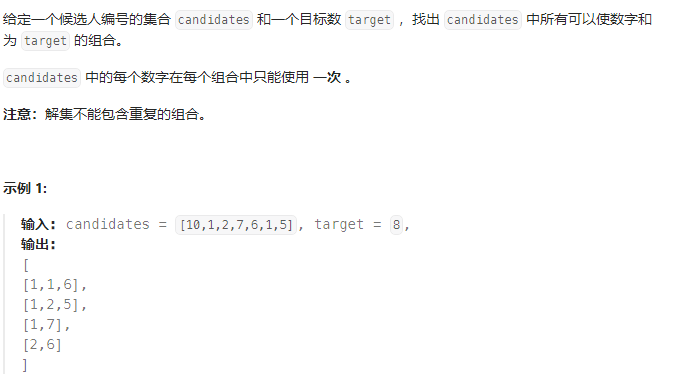 给定一个候选人编号的集合 candidates 和一个目标数 target ，找出 candidates 中所有可以使数字和
为 target 的组合。
candidates 中的每个数字在每个组合中只能使用 一次 。
注意：解集不能包含重复的组合。
示例 1:
输入: candidates = [10,1,2,7,6,1,5], target = 8,
输出:
[
[1,1,6],
[1,2,5],
[1,7],
[2,6]
]